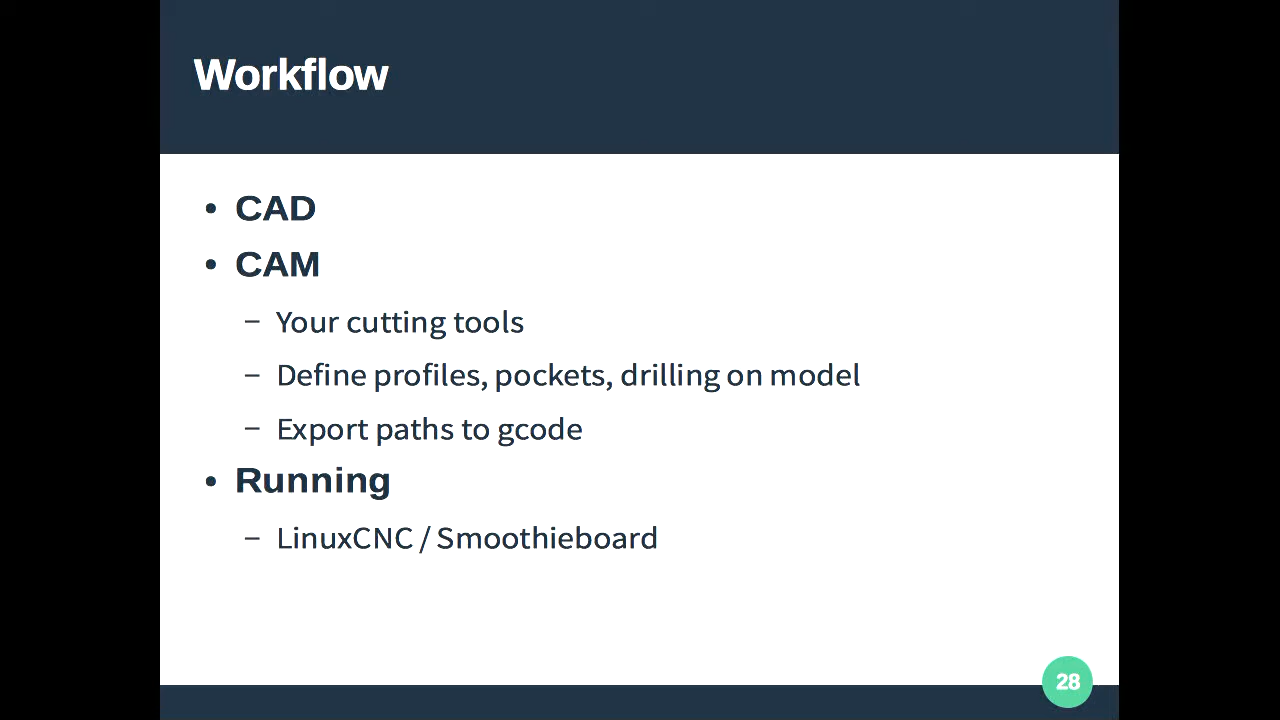 Workflow
• CAD
• CAM
– Your cutting tools
– Define profiles, pockets, drilling on model
– Export paths to gcode
• Running
– LinuxCNC / Smoothieboard
28